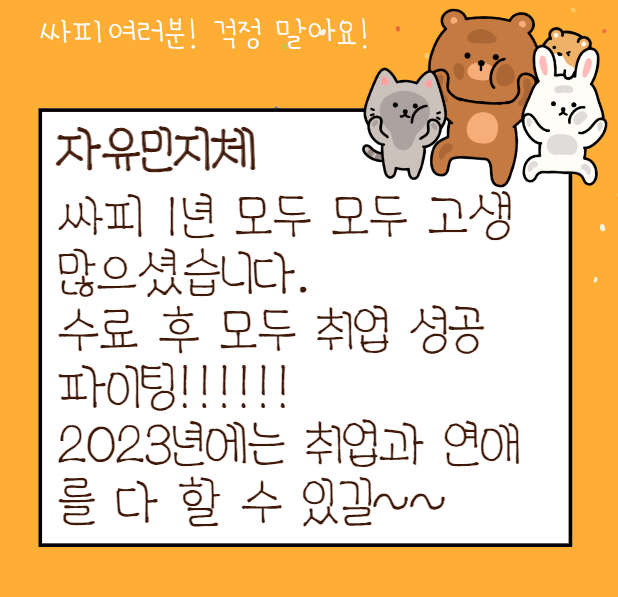 싸피여러분! 걱정 말아요!
자유민지체
싸피 1년 모두 모두 고생
많으셨습니다.
수료 후 모두 취업 성공
파이팅!!!!!!
2023년에는 취업과 연애
를 다 할 수 있길~~